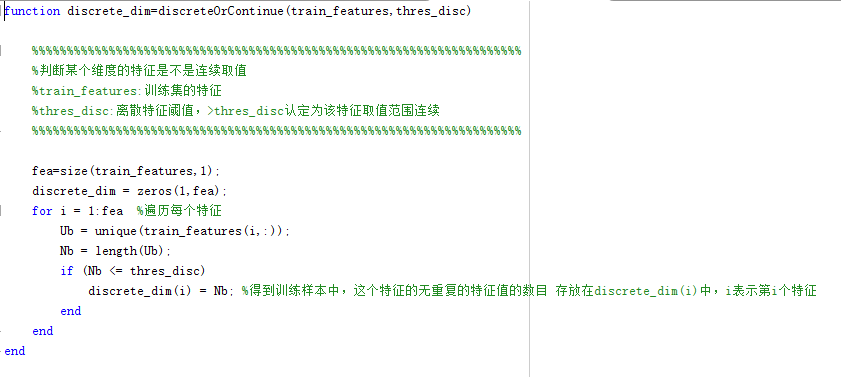 function discrete_dim=discreteOrContinue(train_features,thres_disc)
%%%%%%%%%%%%%%%%%%%%%%%%%%%%%%%%%%%%%%%%%%%%%%%%%%%%%%%%%%%%%%%%%%%%%%%%
%判断某个维度的特征是不是连续取值
%train_features:训练集的特征
%thres_disc:离散特征阈值，>thres_disc认定为该特征取值范围连续
%%%%%%%%%%%%%%%%%%%%%%%%%%%%%%%%%%%%%%%%%%%%%%%%%%%%%%%%%%%%%%%%%%%%%%%%
fea=size(train_features,1);
discrete_dim = zeros(1,fea);
for i = 1:fea  %遍历每个特征
Ub = unique(train_features(i,:));
Nb = length(Ub);
if (Nb <= thres_disc)
discrete_dim(i) = Nb; %得到训练样本中，这个特征的无重复的特征值的数目 存放在discrete_dim(i)中，i表示第i个特征
end
end
end